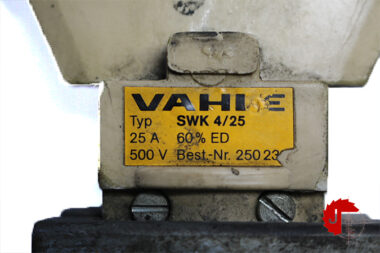 VAHLE
Typ SWK 4/25
25 A 60% ED
500 V Best-Nr. 250 23
J